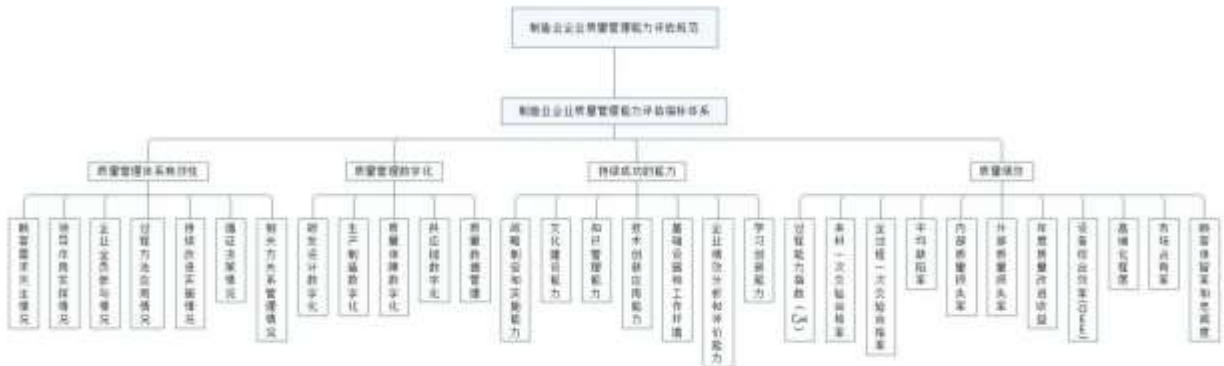 制造业企业质量管理能力评估规范
制造业企业质量管理能力评估指标体系
质量管理体系有效性
质量管理数字化
持续成功的能力
质量绩效
顾客需求关注情况
领导作用发挥情况
企业全员参与情况
过程方法应用情况
持续改进实施情况
循证决策情况
相关方关系管理情况
研发设计数字化
生产制造数字化
质量保障数字化
供应链数字化
质量数据管理
战略制定和实施能力
文化建设能力
知识管理能力
技术创新应用能力
基础设施和工作环境
企业绩效分析和评价能力
学习创新能力
过程能力指数
来料一次交验合格率
全过程一次交验合格率
平均缺陷率
内部质量损失率
外部质量损失率
年度质量改进收益
设备综合效率(OEE)
高端化程度
市场占有率
顾客保留率和忠诚度